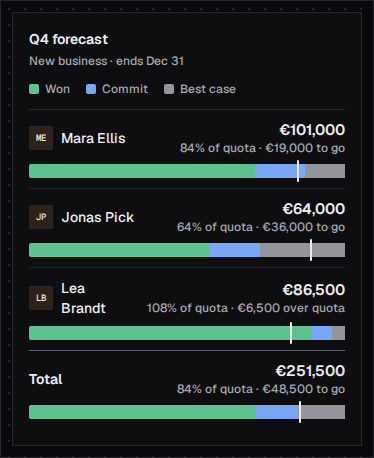 Q4 forecast
New business · ends Dec 31
Won Commit Best case
ME Mara Ellis €101,000
84% of quota · €19,000 to go
JP Jonas Pick €64,000
64% of quota · €36,000 to go
LB Lea Brandt €86,500
108% of quota · €6,500 over quota
Total €251,500
84% of quota · €48,500 to go